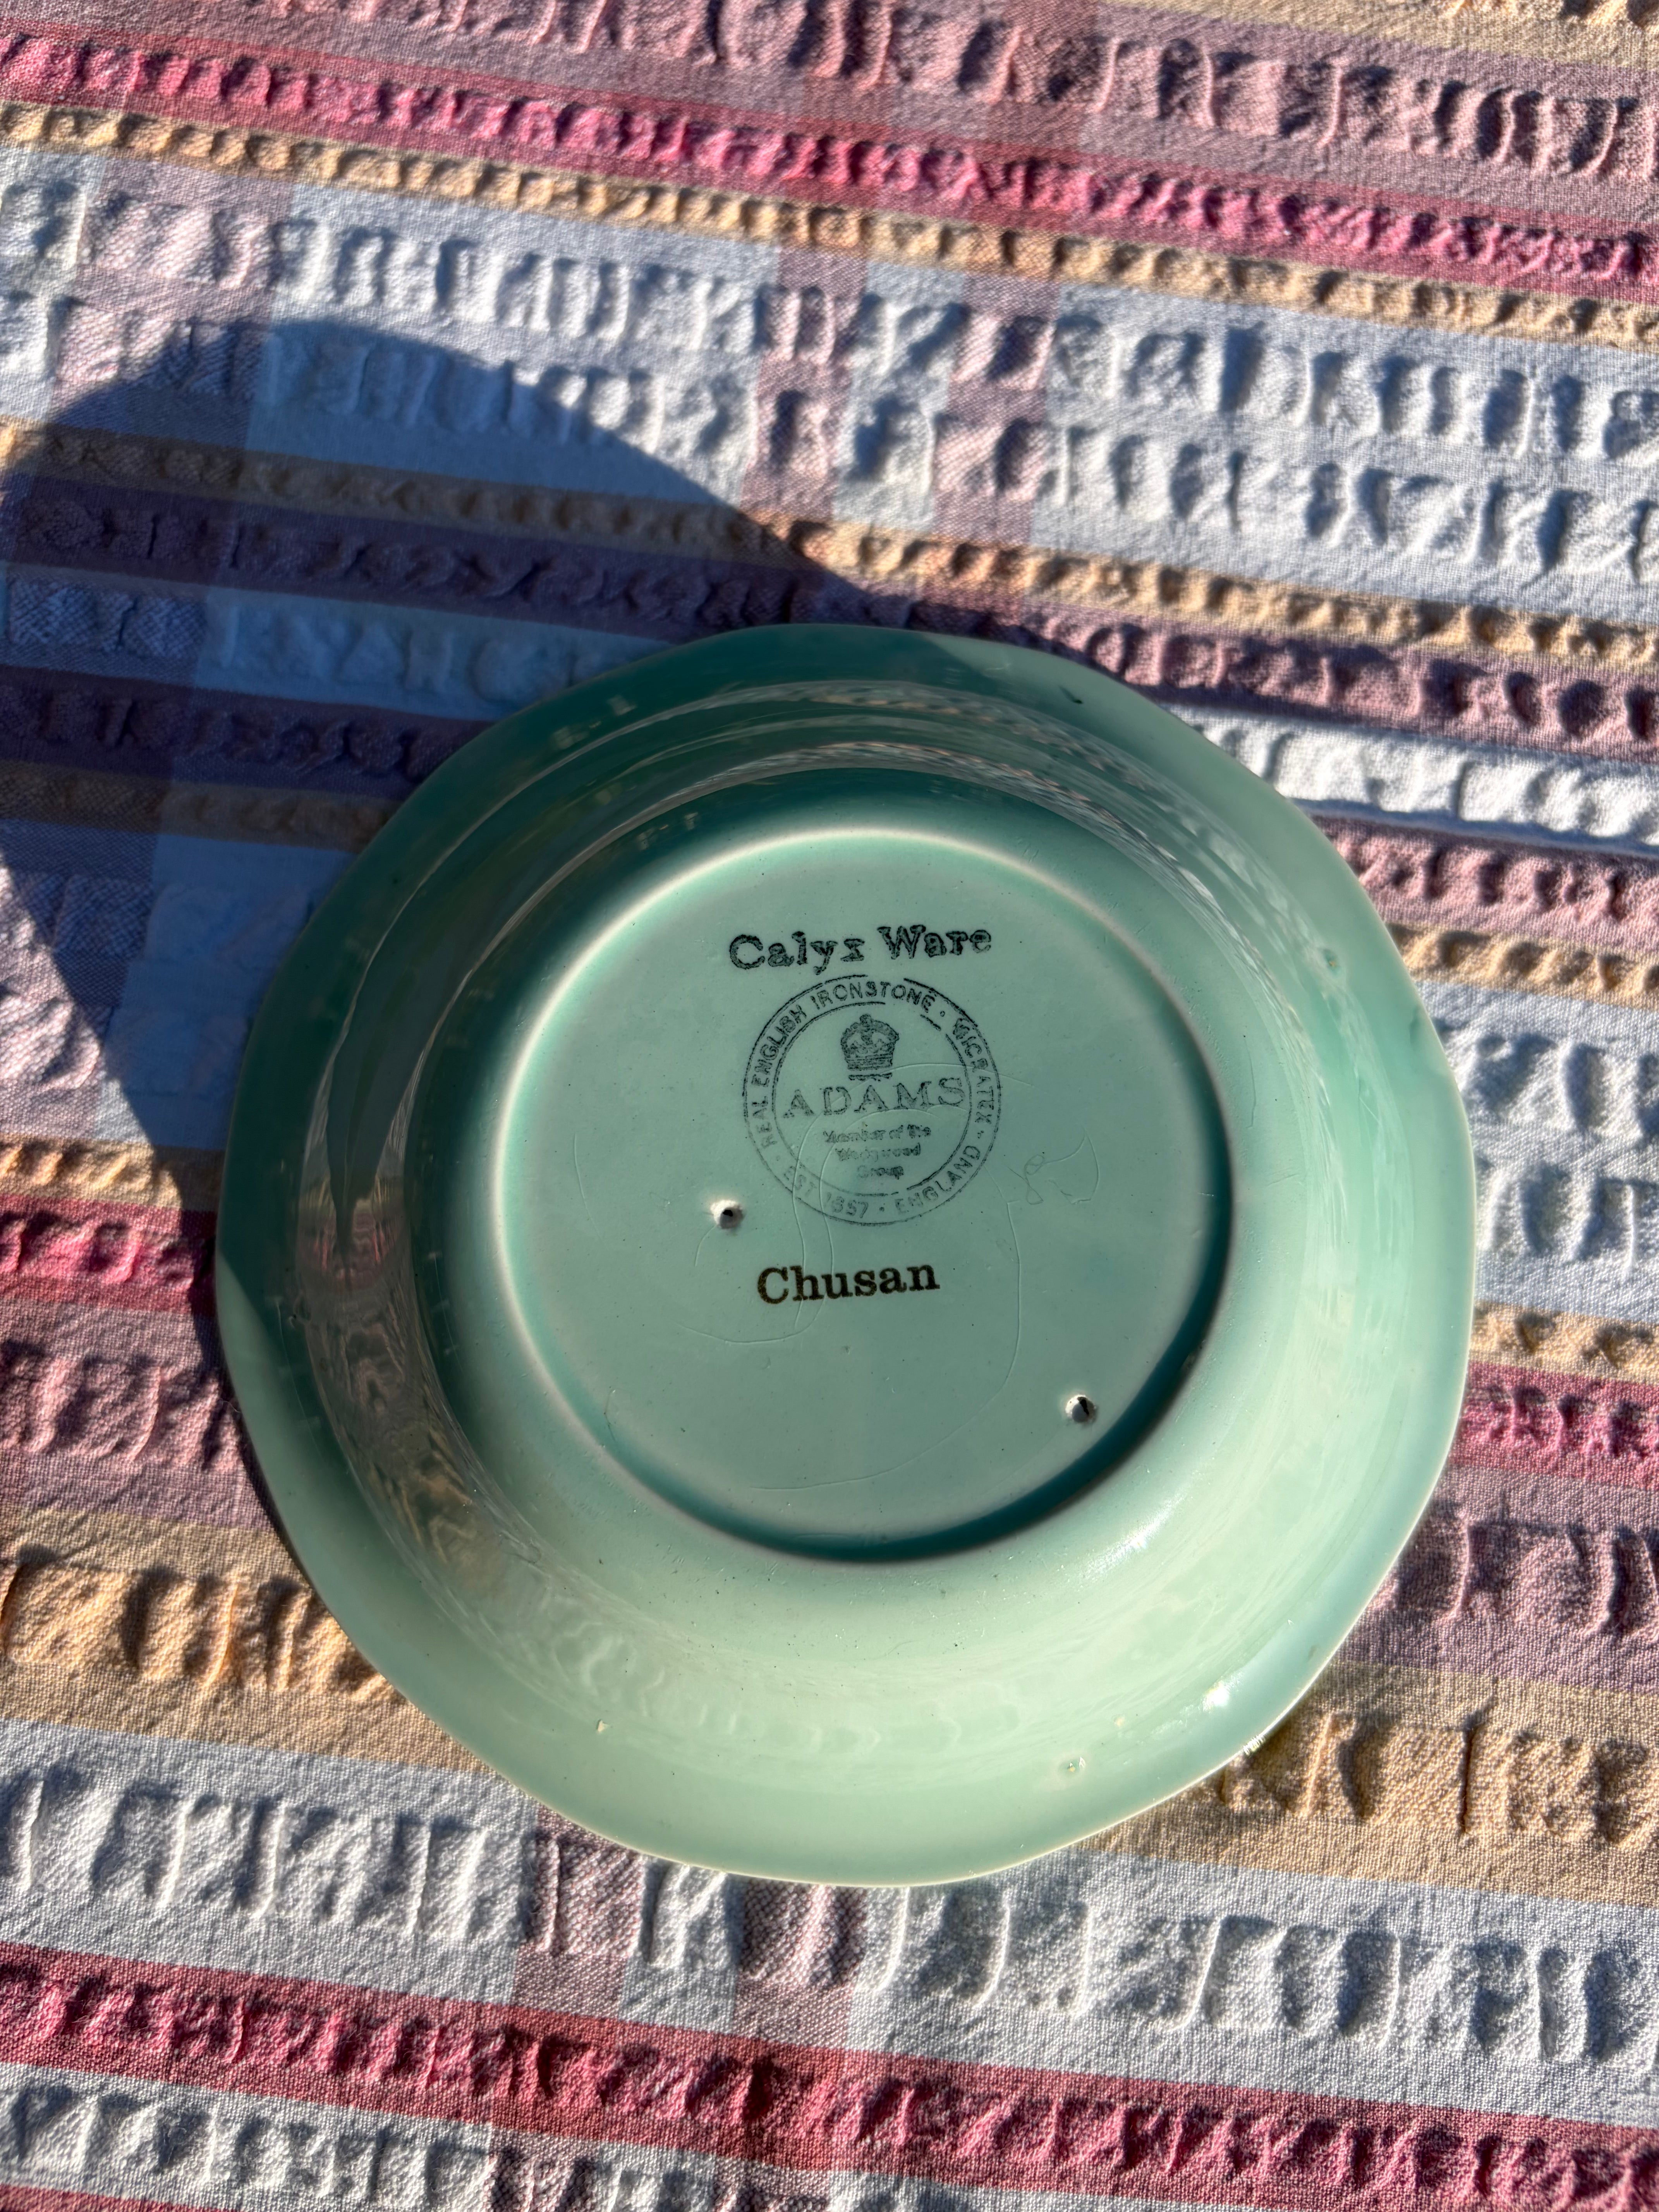 Calyx Ware
REAL ENGLISH IRONSTONE · MICRATEX ·
ADAMS
Member of the
Wedgwood
Group
EST 1657 · ENGLAND
Chusan